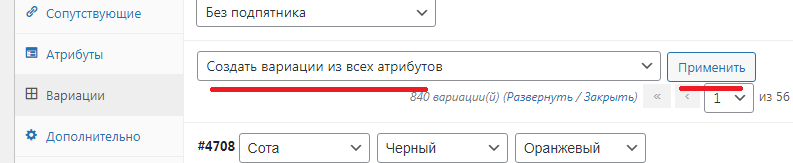 Сопутствующие
Без подпятника
Атрибуты
Создать вариации из всех атрибутов
Применить
Вариации
840 вариации(й) (Развернуть / Закрыть) « ‹ 1 из 56
Дополнительно
#4708 Сота Черный Оранжевый